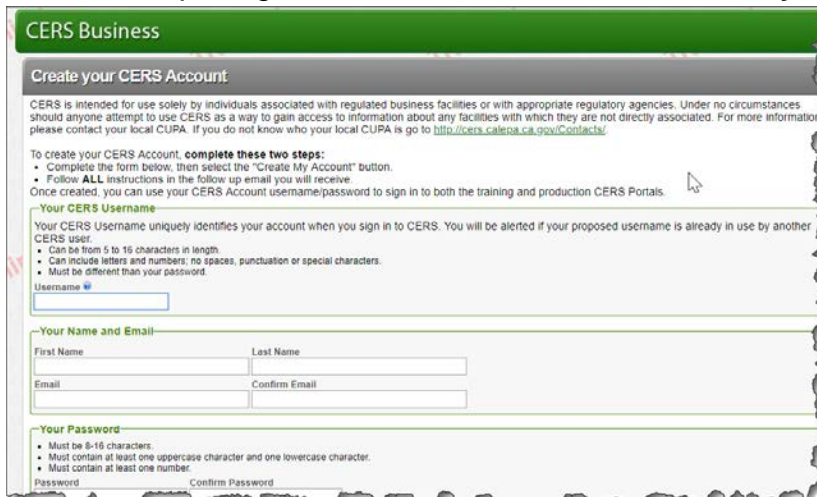 CERS Business
Create your CERS Account
CERS is intended for use solely by individuals associated with regulated business facilities or with appropriate regulatory agencies. Under no circumstances
should anyone attempt to use CERS as a way to gain access to information about any facilities with which they are not directly associated. For more information
please contact your local CUPA. If you do not know who your local CUPA is go to http://cers.calepa.ca.gov/Contacts/.
To create your CERS Account, complete these two steps:
• Complete the form below, then select the "Create My Account" button.
• Follow ALL instructions in the follow up email you will receive.
Once created, you can use your CERS Account username/password to sign in to both the training and production CERS Portals.
Your CERS Username
Your CERS Username uniquely identifies your account when you sign in to CERS. You will be alerted if your proposed username is already in use by another
CERS user.
• Can be from 5 to 16 characters in length.
• Can include letters and numbers; no spaces, punctuation or special characters.
• Must be different than your password.
Username
Your Name and Email
First Name Last Name
Email Confirm Email
Your Password
• Must be 8-16 characters.
• Must contain at least one uppercase character and one lowercase character.
• Must contain at least one number.
Password Confirm Password